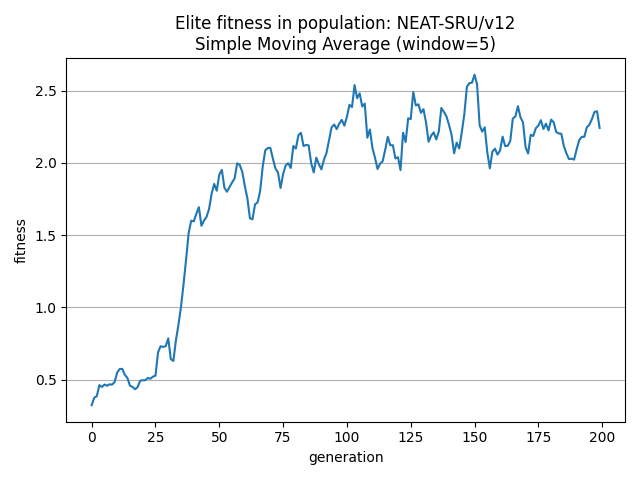 Elite fitness in population: NEAT-SRU/v12
Simple Moving Average (window=5)
fitness
2.5
2.0
1.5
1.0
0.5
0 25 50 75 100 125 150 175 200
generation